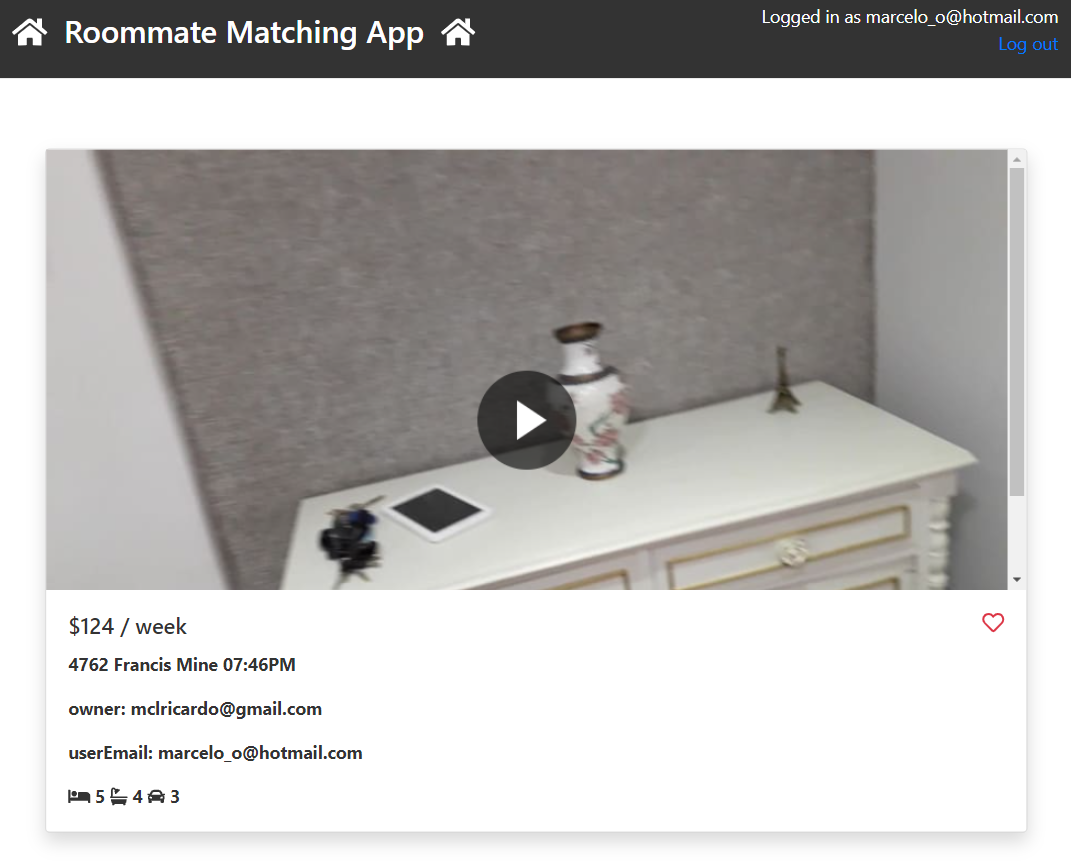 Roommate Matching App
Logged in as marcelo_o@hotmail.com
Log out
$124 / week
4762 Francis Mine 07:46PM
owner: mclricardo@gmail.com
userEmail: marcelo_o@hotmail.com
5 4 3